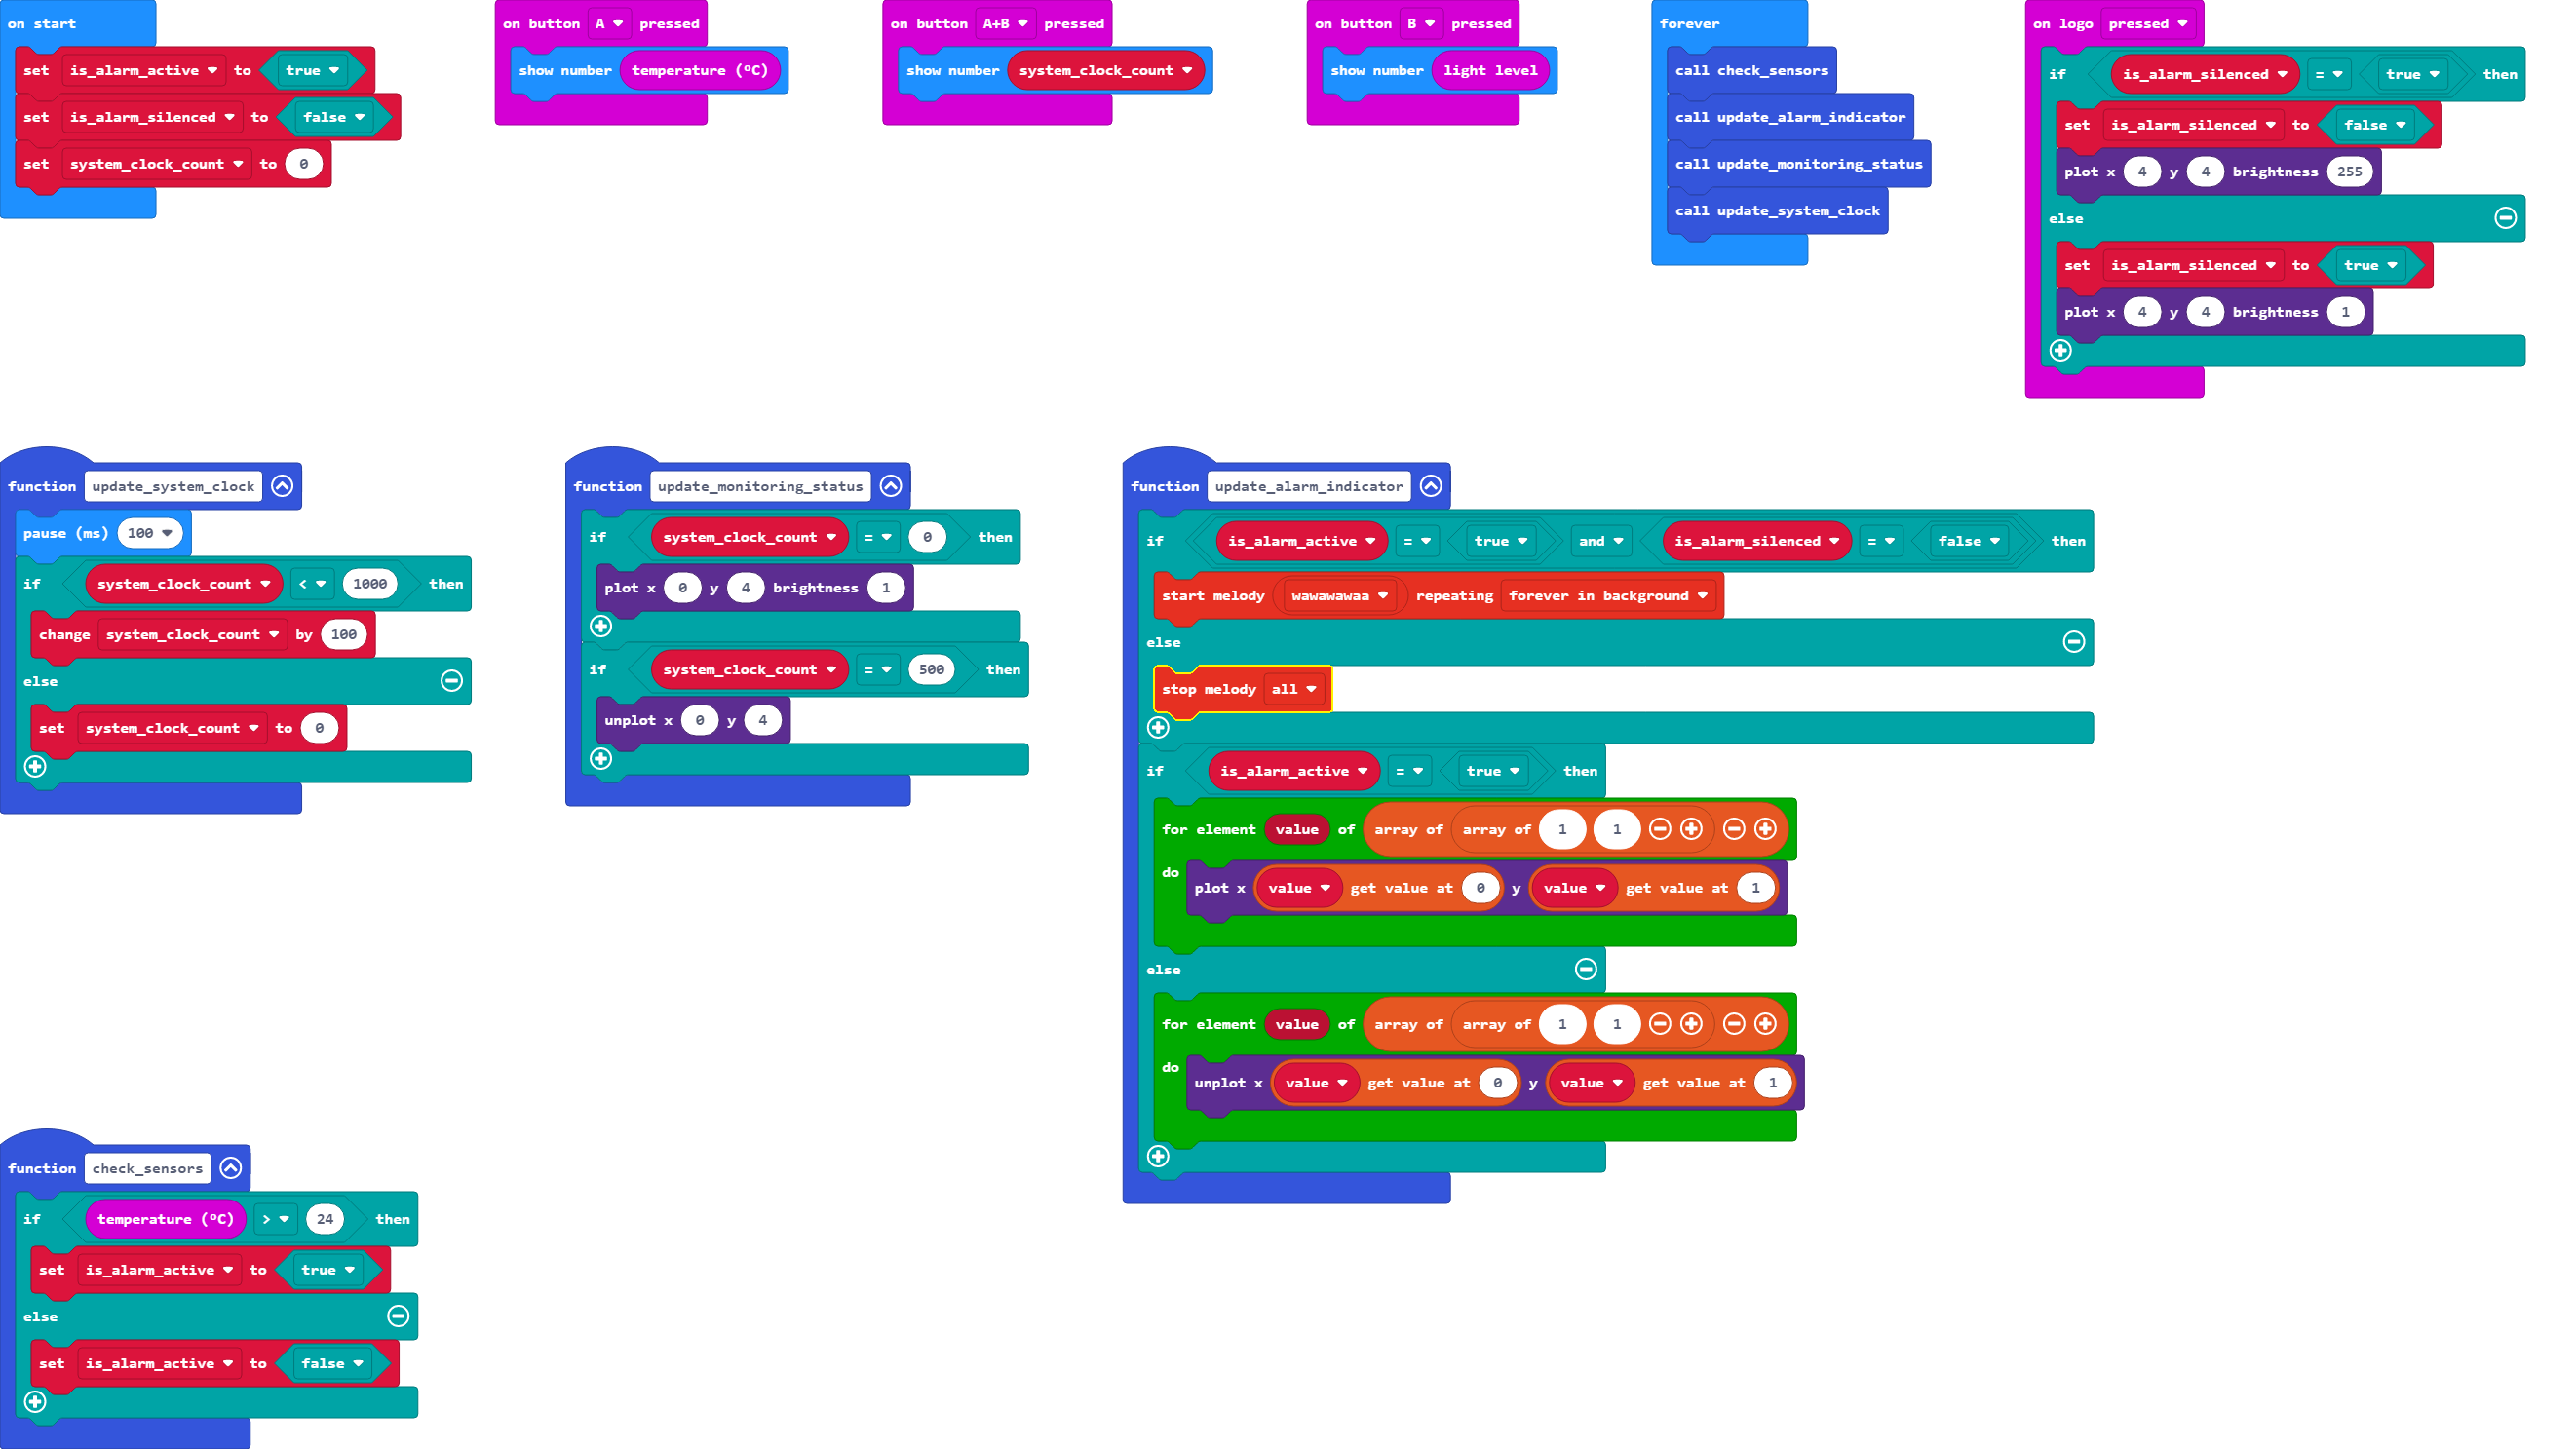 on start
set is_alarm_active to true
set is_alarm_silenced to false
set system_clock_count to 0
on button A pressed
show number temperature (ºC)
on button A+B pressed
show number system_clock_count
on button B pressed
show number light level
forever
call check_sensors
call update_alarm_indicator
call update_monitoring_status
call update_system_clock
on logo pressed
if is_alarm_silenced = true then
set is_alarm_silenced to false
plot x 4 y 4 brightness 255
else
set is_alarm_silenced to true
plot x 4 y 4 brightness 1
function update_system_clock
pause (ms) 100
if system_clock_count < 1000 then
change system_clock_count by 100
else
set system_clock_count to 0
function update_monitoring_status
if system_clock_count = 0 then
plot x 0 y 4 brightness 1
if system_clock_count = 500 then
unplot x 0 y 4
function update_alarm_indicator
if is_alarm_active = true and is_alarm_silenced = false then
start melody wawawawaa repeating forever in background
else
stop melody all
if is_alarm_active = true then
for element value of array of array of 1 1
do plot x value get value at 0 y value get value at 1
else
for element value of array of array of 1 1
do unplot x value get value at 0 y value get value at 1
function check_sensors
if temperature (ºC) > 24 then
set is_alarm_active to true
else
set is_alarm_active to false